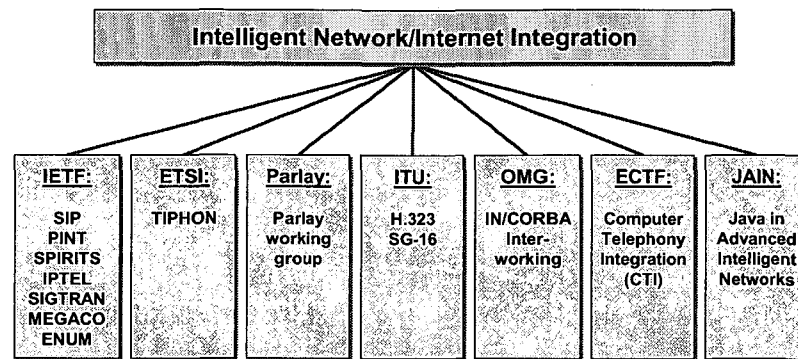 Intelligent Network/Internet Integration
IETF:
SIP
PINT
SPIRITS
IPTEL
SIGTRAN
MEGACO
ENUM
ETSI:
TIPHON
Parlay:
Parlay
working
group
ITU:
H.323
SG-16
OMG:
IN/CORBA
Inter-
working
ECTF:
Computer
Telephony
Integration
(CTI)
JAIN:
Java in
Advanced
Intelligent
Networks